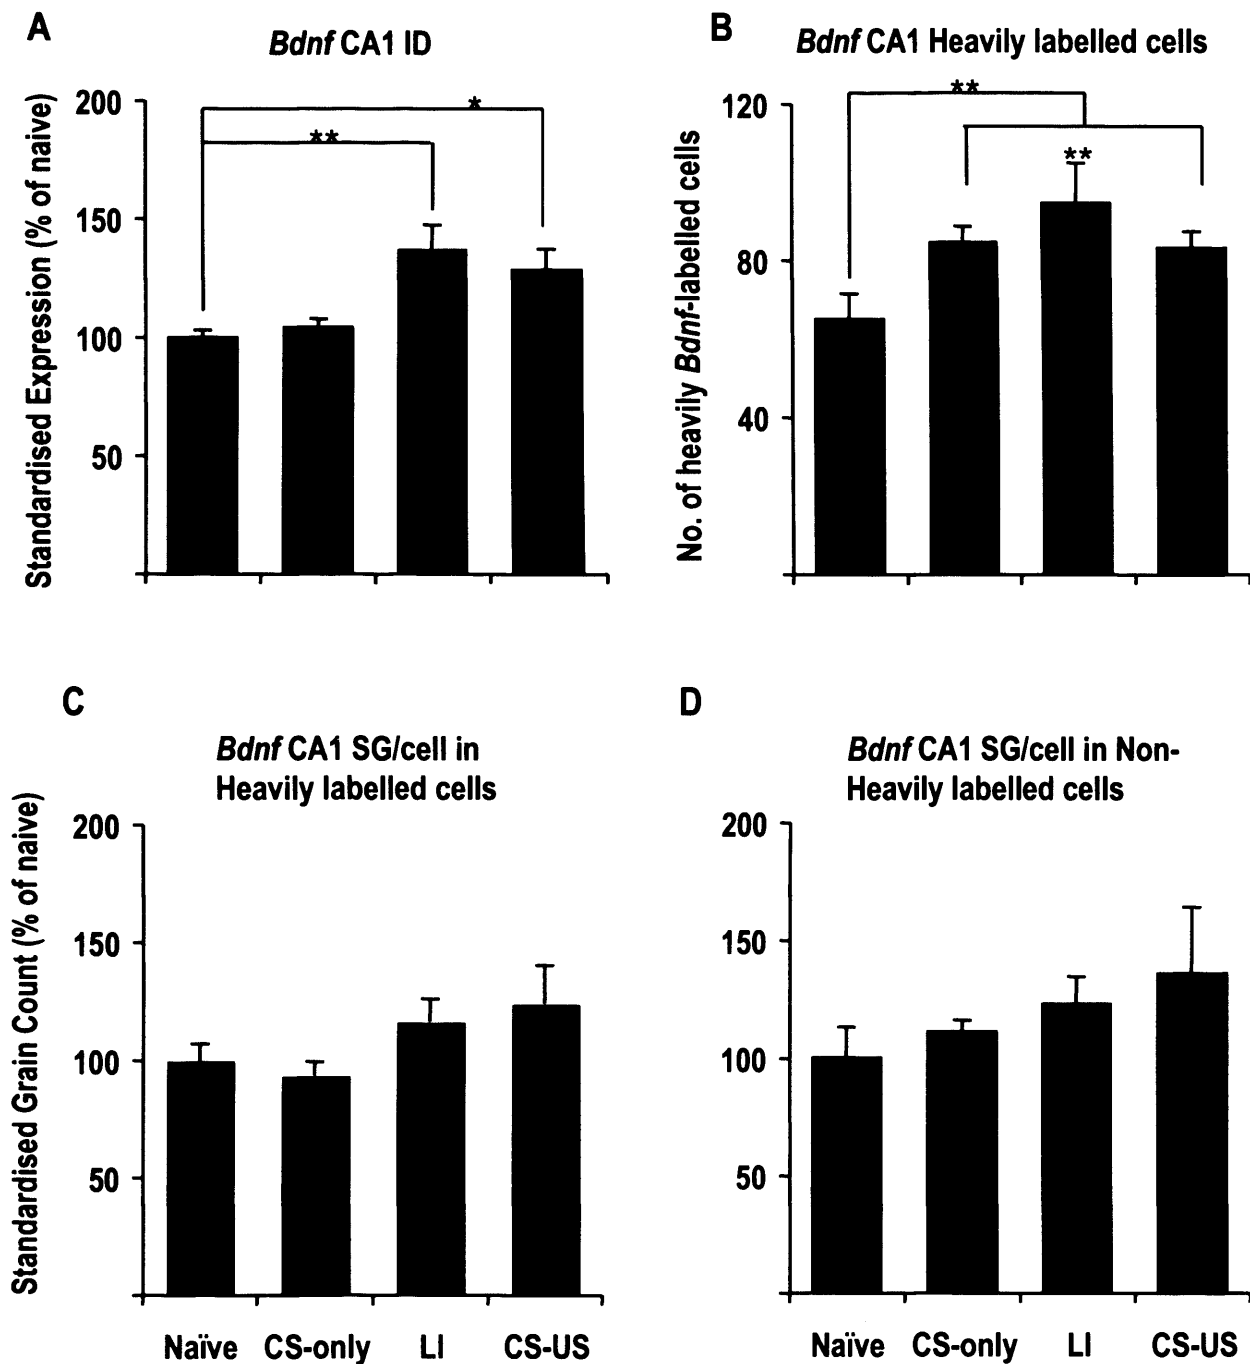 A
Bdnf CA1 ID
Standardised Expression (% of naive)
200
150
100
50
*
**
B
Bdnf CA1 Heavily labelled cells
No. of heavily Bdnf-labelled cells
120
80
40
**
**
C
Bdnf CA1 SG/cell in
Heavily labelled cells
Standardised Grain Count (% of naive)
200
150
100
50
Naïve CS-only LI CS-US
D
Bdnf CA1 SG/cell in Non-
Heavily labelled cells
200
150
100
50
Naïve CS-only LI CS-US